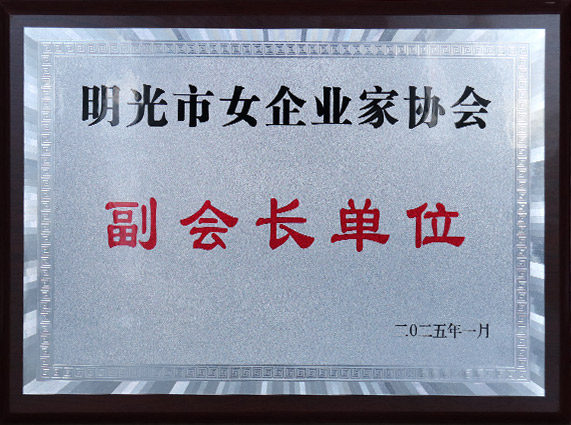 明光市女企业家协会
副会长单位
二0二五年一月